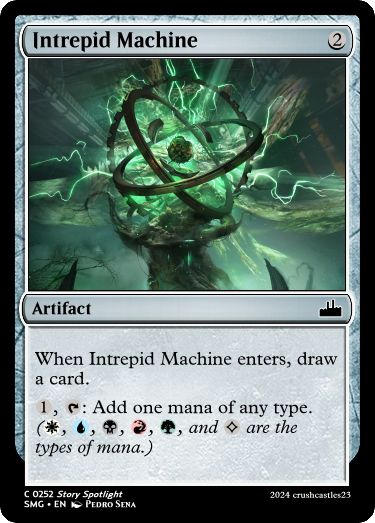 Intrepid Machine 2
Artifact
When Intrepid Machine enters, draw
a card.
1, T: Add one mana of any type.
(W, U, B, R, G, and C are the
types of mana.)
C 0252 Story Spotlight
SMG • EN Pedro Sena
2024 crushcastles23